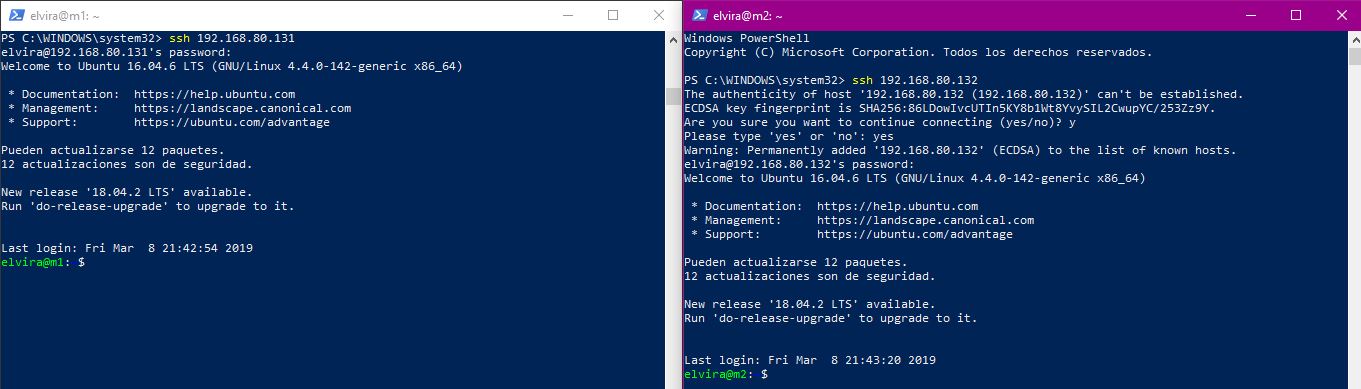 elvira@m1: ~
PS C:\WINDOWS\system32> ssh 192.168.80.131
elvira@192.168.80.131's password:
Welcome to Ubuntu 16.04.6 LTS (GNU/Linux 4.4.0-142-generic x86_64)
* Documentation:  https://help.ubuntu.com
* Management:     https://landscape.canonical.com
* Support:        https://ubuntu.com/advantage
Pueden actualizarse 12 paquetes.
12 actualizaciones son de seguridad.
New release '18.04.2 LTS' available.
Run 'do-release-upgrade' to upgrade to it.
Last login: Fri Mar  8 21:42:54 2019
elvira@m1: $
elvira@m2: ~
Windows PowerShell
Copyright (C) Microsoft Corporation. Todos los derechos reservados.
PS C:\WINDOWS\system32> ssh 192.168.80.132
The authenticity of host '192.168.80.132 (192.168.80.132)' can't be established.
ECDSA key fingerprint is SHA256:86LDowIvcUTIn5KY8b1Wt8YvySIL2CwupYC/253Zz9Y.
Are you sure you want to continue connecting (yes/no)? y
Please type 'yes' or 'no': yes
Warning: Permanently added '192.168.80.132' (ECDSA) to the list of known hosts.
elvira@192.168.80.132's password:
Welcome to Ubuntu 16.04.6 LTS (GNU/Linux 4.4.0-142-generic x86_64)
* Documentation:  https://help.ubuntu.com
* Management:     https://landscape.canonical.com
* Support:        https://ubuntu.com/advantage
Pueden actualizarse 12 paquetes.
12 actualizaciones son de seguridad.
New release '18.04.2 LTS' available.
Run 'do-release-upgrade' to upgrade to it.
Last login: Fri Mar  8 21:43:20 2019
elvira@m2: $